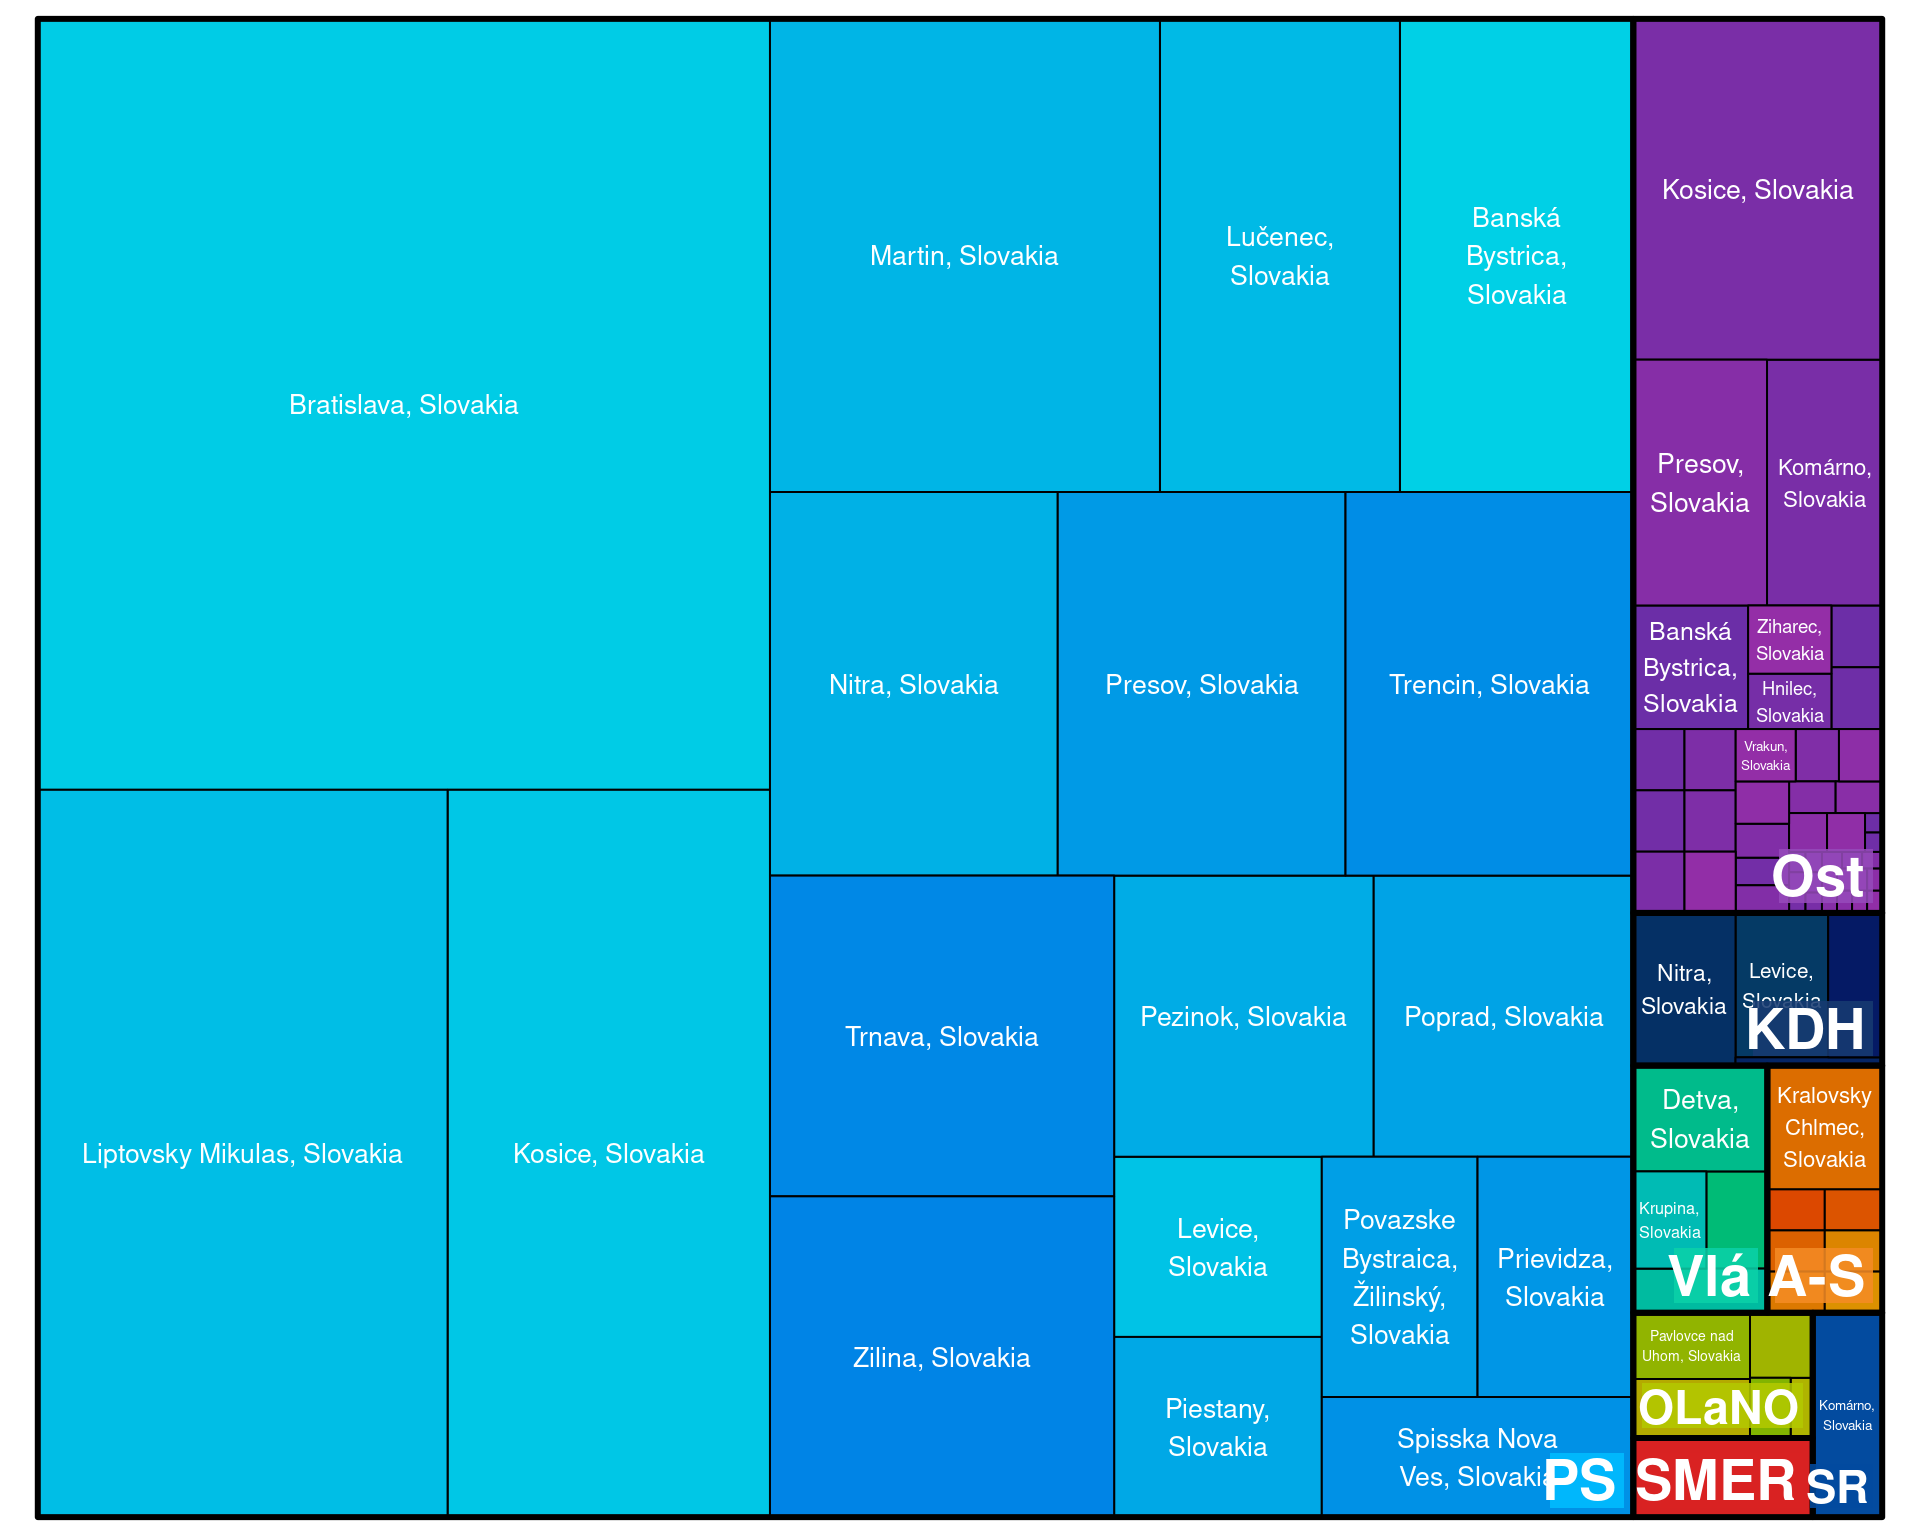 Bratislava, Slovakia
Liptovsky Mikulas, Slovakia
Kosice, Slovakia
Martin, Slovakia
Lučenec,
Slovakia
Banská
Bystrica,
Slovakia
Nitra, Slovakia
Presov, Slovakia
Trencin, Slovakia
Trnava, Slovakia
Zilina, Slovakia
Pezinok, Slovakia
Poprad, Slovakia
Levice,
Slovakia
Piestany,
Slovakia
Povazske
Bystraica,
Žilinský,
Slovakia
Prievidza,
Slovakia
Spisska Nova
Ves, Slovakia
PS
Kosice, Slovakia
Presov,
Slovakia
Komárno,
Slovakia
Banská
Bystrica,
Slovakia
Ziharec,
Slovakia
Hnilec,
Slovakia
Vrakun,
Slovakia
Ost
Nitra,
Slovakia
Levice,
Slovakia
KDH
Detva,
Slovakia
Krupina,
Slovakia
Vlá
Kralovsky
Chlmec,
Slovakia
A-S
Pavlovce nad
Uhom, Slovakia
OLaNO
Komárno,
Slovakia
SMER
SR